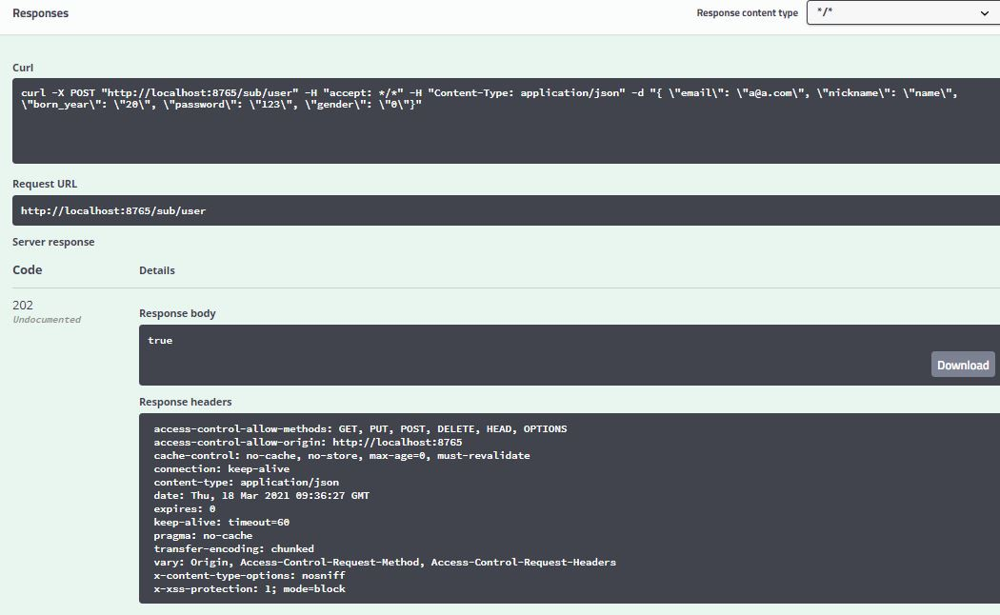 Responses
Response content type
*/*
Curl
curl -X POST "http://localhost:8765/sub/user" -H "accept: */*" -H "Content-Type: application/json" -d "{ \"email\": \"a@a.com\", \"nickname\": \"name\",
\"born_year\": \"20\", \"password\": \"123\", \"gender\": \"0\"}"
Request URL
http://localhost:8765/sub/user
Server response
Code
Details
202
Undocumented
Response body
true
Download
Response headers
access-control-allow-methods: GET, PUT, POST, DELETE, HEAD, OPTIONS
access-control-allow-origin: http://localhost:8765
cache-control: no-cache, no-store, max-age=0, must-revalidate
connection: keep-alive
content-type: application/json
date: Thu, 18 Mar 2021 09:36:27 GMT
expires: 0
keep-alive: timeout=60
pragma: no-cache
transfer-encoding: chunked
vary: Origin, Access-Control-Request-Method, Access-Control-Request-Headers
x-content-type-options: nosniff
x-xss-protection: 1; mode=block